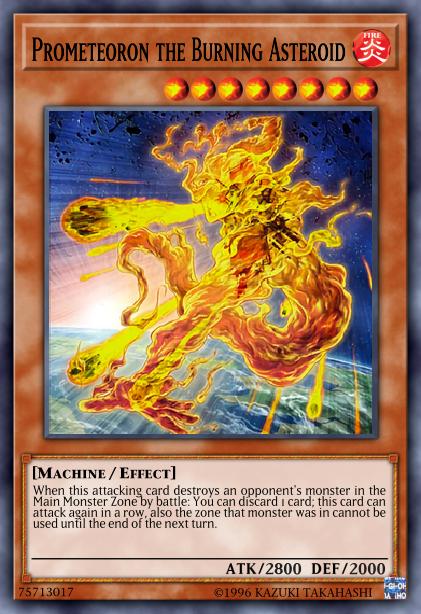 PROMETEORON THE BURNING ASTEROID
FIRE
炎
[MACHINE / EFFECT]
When this attacking card destroys an opponent's monster in the
Main Monster Zone by battle: You can discard 1 card; this card can
attack again in a row, also the zone that monster was in cannot be
used until the end of the next turn.
ATK/2800 DEF/2000
75713017
©1996 KAZUKI TAKAHASHI